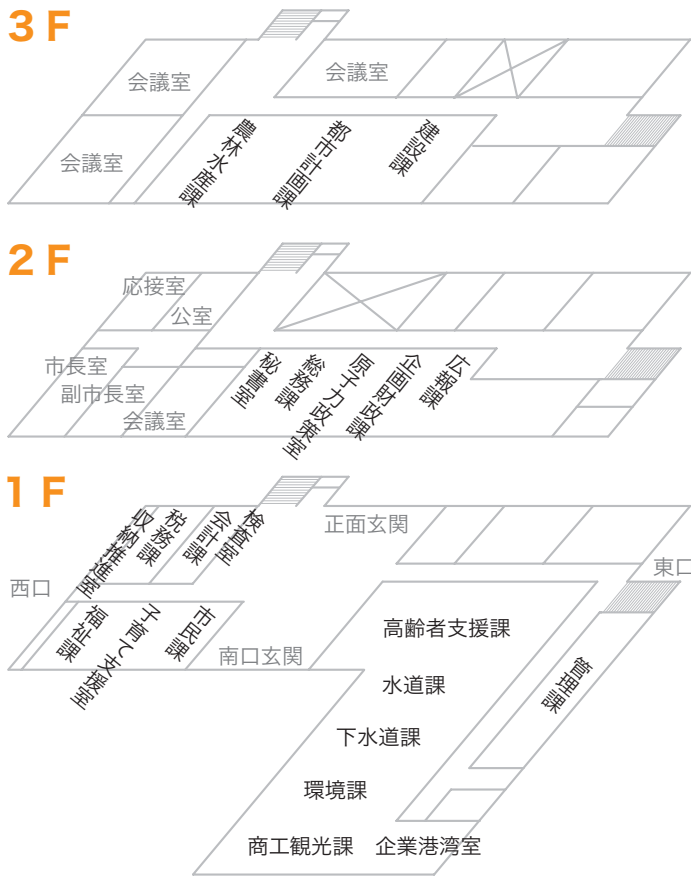 3F
会議室
会議室
会議室
農林水産課
都市計画課
建設課
2F
応接室
公室
市長室
副市長室
会議室
秘書室
総務課
原子力政策室
企画財政課
広報課
1F
収納推進室
税務課
会計課
検査室
正面玄関
西口
東口
福祉課
子育て支援室
市民課
南口玄関
高齢者支援課
水道課
下水道課
環境課
商工観光課
企業港湾室
管理課